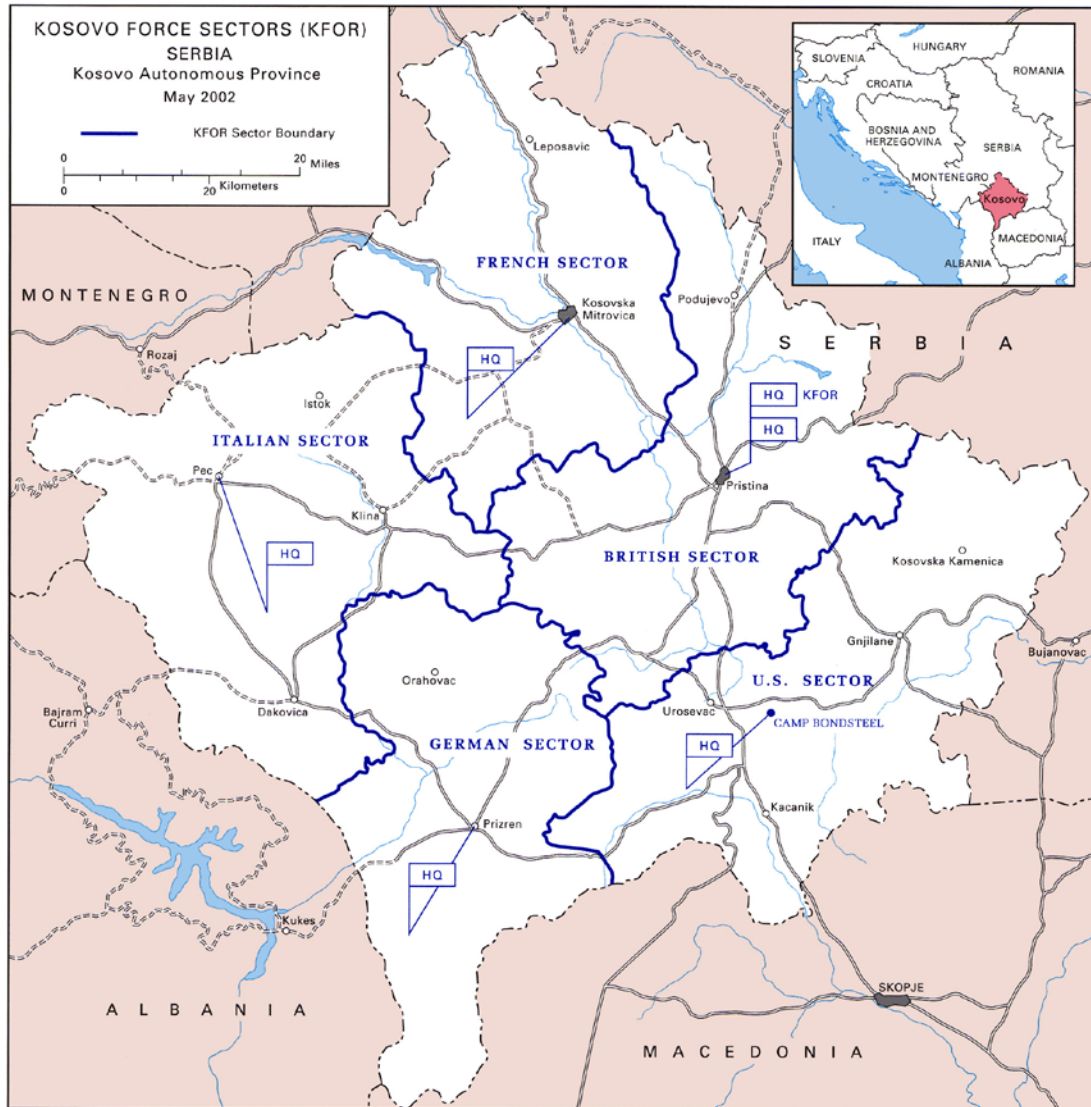 KOSOVO FORCE SECTORS (KFOR)
SERBIA
Kosovo Autonomous Province
May 2002
KFOR Sector Boundary
0 20 Miles
0 20 Kilometers
SLOVENIA
HUNGARY
ROMANIA
CROATIA
BOSNIA AND
HERZEGOVINA
SERBIA
MONTENEGRO
Kosovo
ITALY
MACEDONIA
ALBANIA
Leposavic
FRENCH SECTOR
MONTENEGRO
Podujevo
Kosovska
Mitrovica
SERBIA
Rozaj
HQ
Istok
HQ KFOR
HQ
ITALIAN SECTOR
Pec
Pristina
Klina
HQ
BRITISH SECTOR
Kosovska Kamenica
Gnjilane
Bujanovac
Orahovac
U.S. SECTOR
Bajram
Curri
Dakovica
Urosevac
CAMP BONDSTEEL
GERMAN SECTOR
HQ
Kacanik
Prizren
HQ
Kukes
SKOPJE
ALBANIA
MACEDONIA